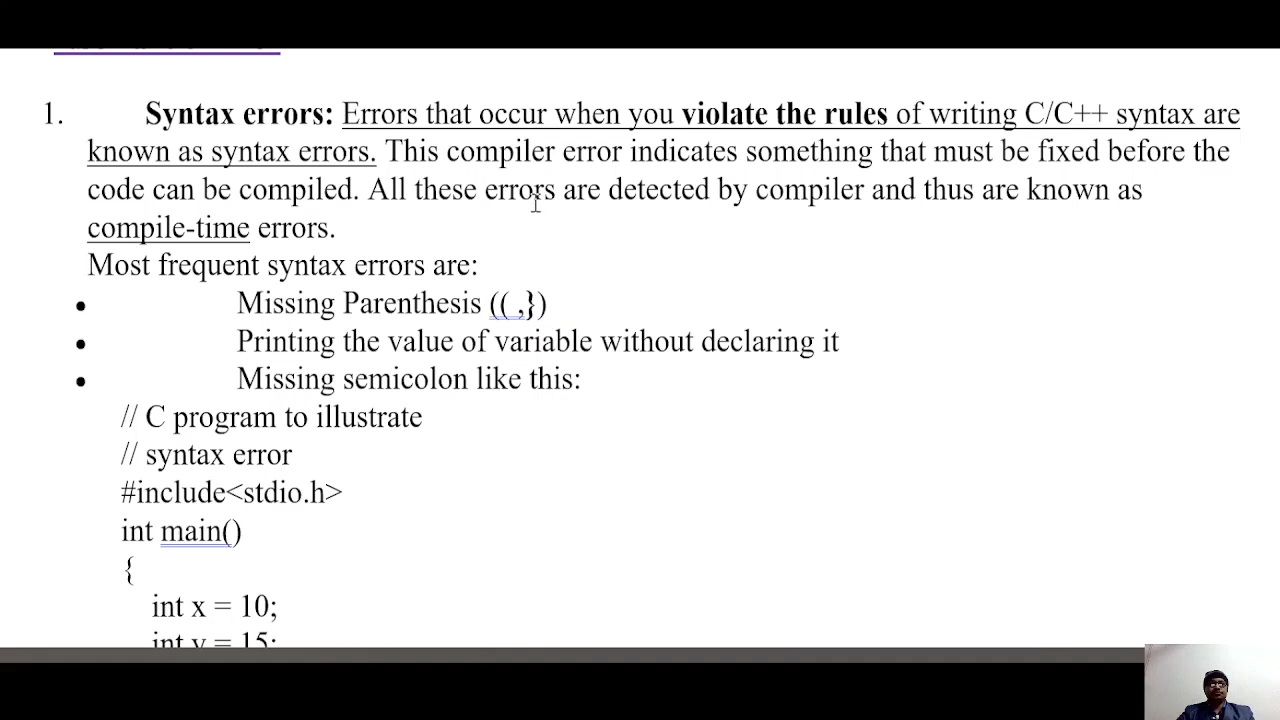 1. Syntax errors: Errors that occur when you violate the rules of writing C/C++ syntax are
known as syntax errors. This compiler error indicates something that must be fixed before the
code can be compiled. All these errors are detected by compiler and thus are known as
compile-time errors.
Most frequent syntax errors are:
• Missing Parenthesis (( ,})
• Printing the value of variable without declaring it
• Missing semicolon like this:
// C program to illustrate
// syntax error
#include<stdio.h>
int main()
{
int x = 10;
int y = 15;